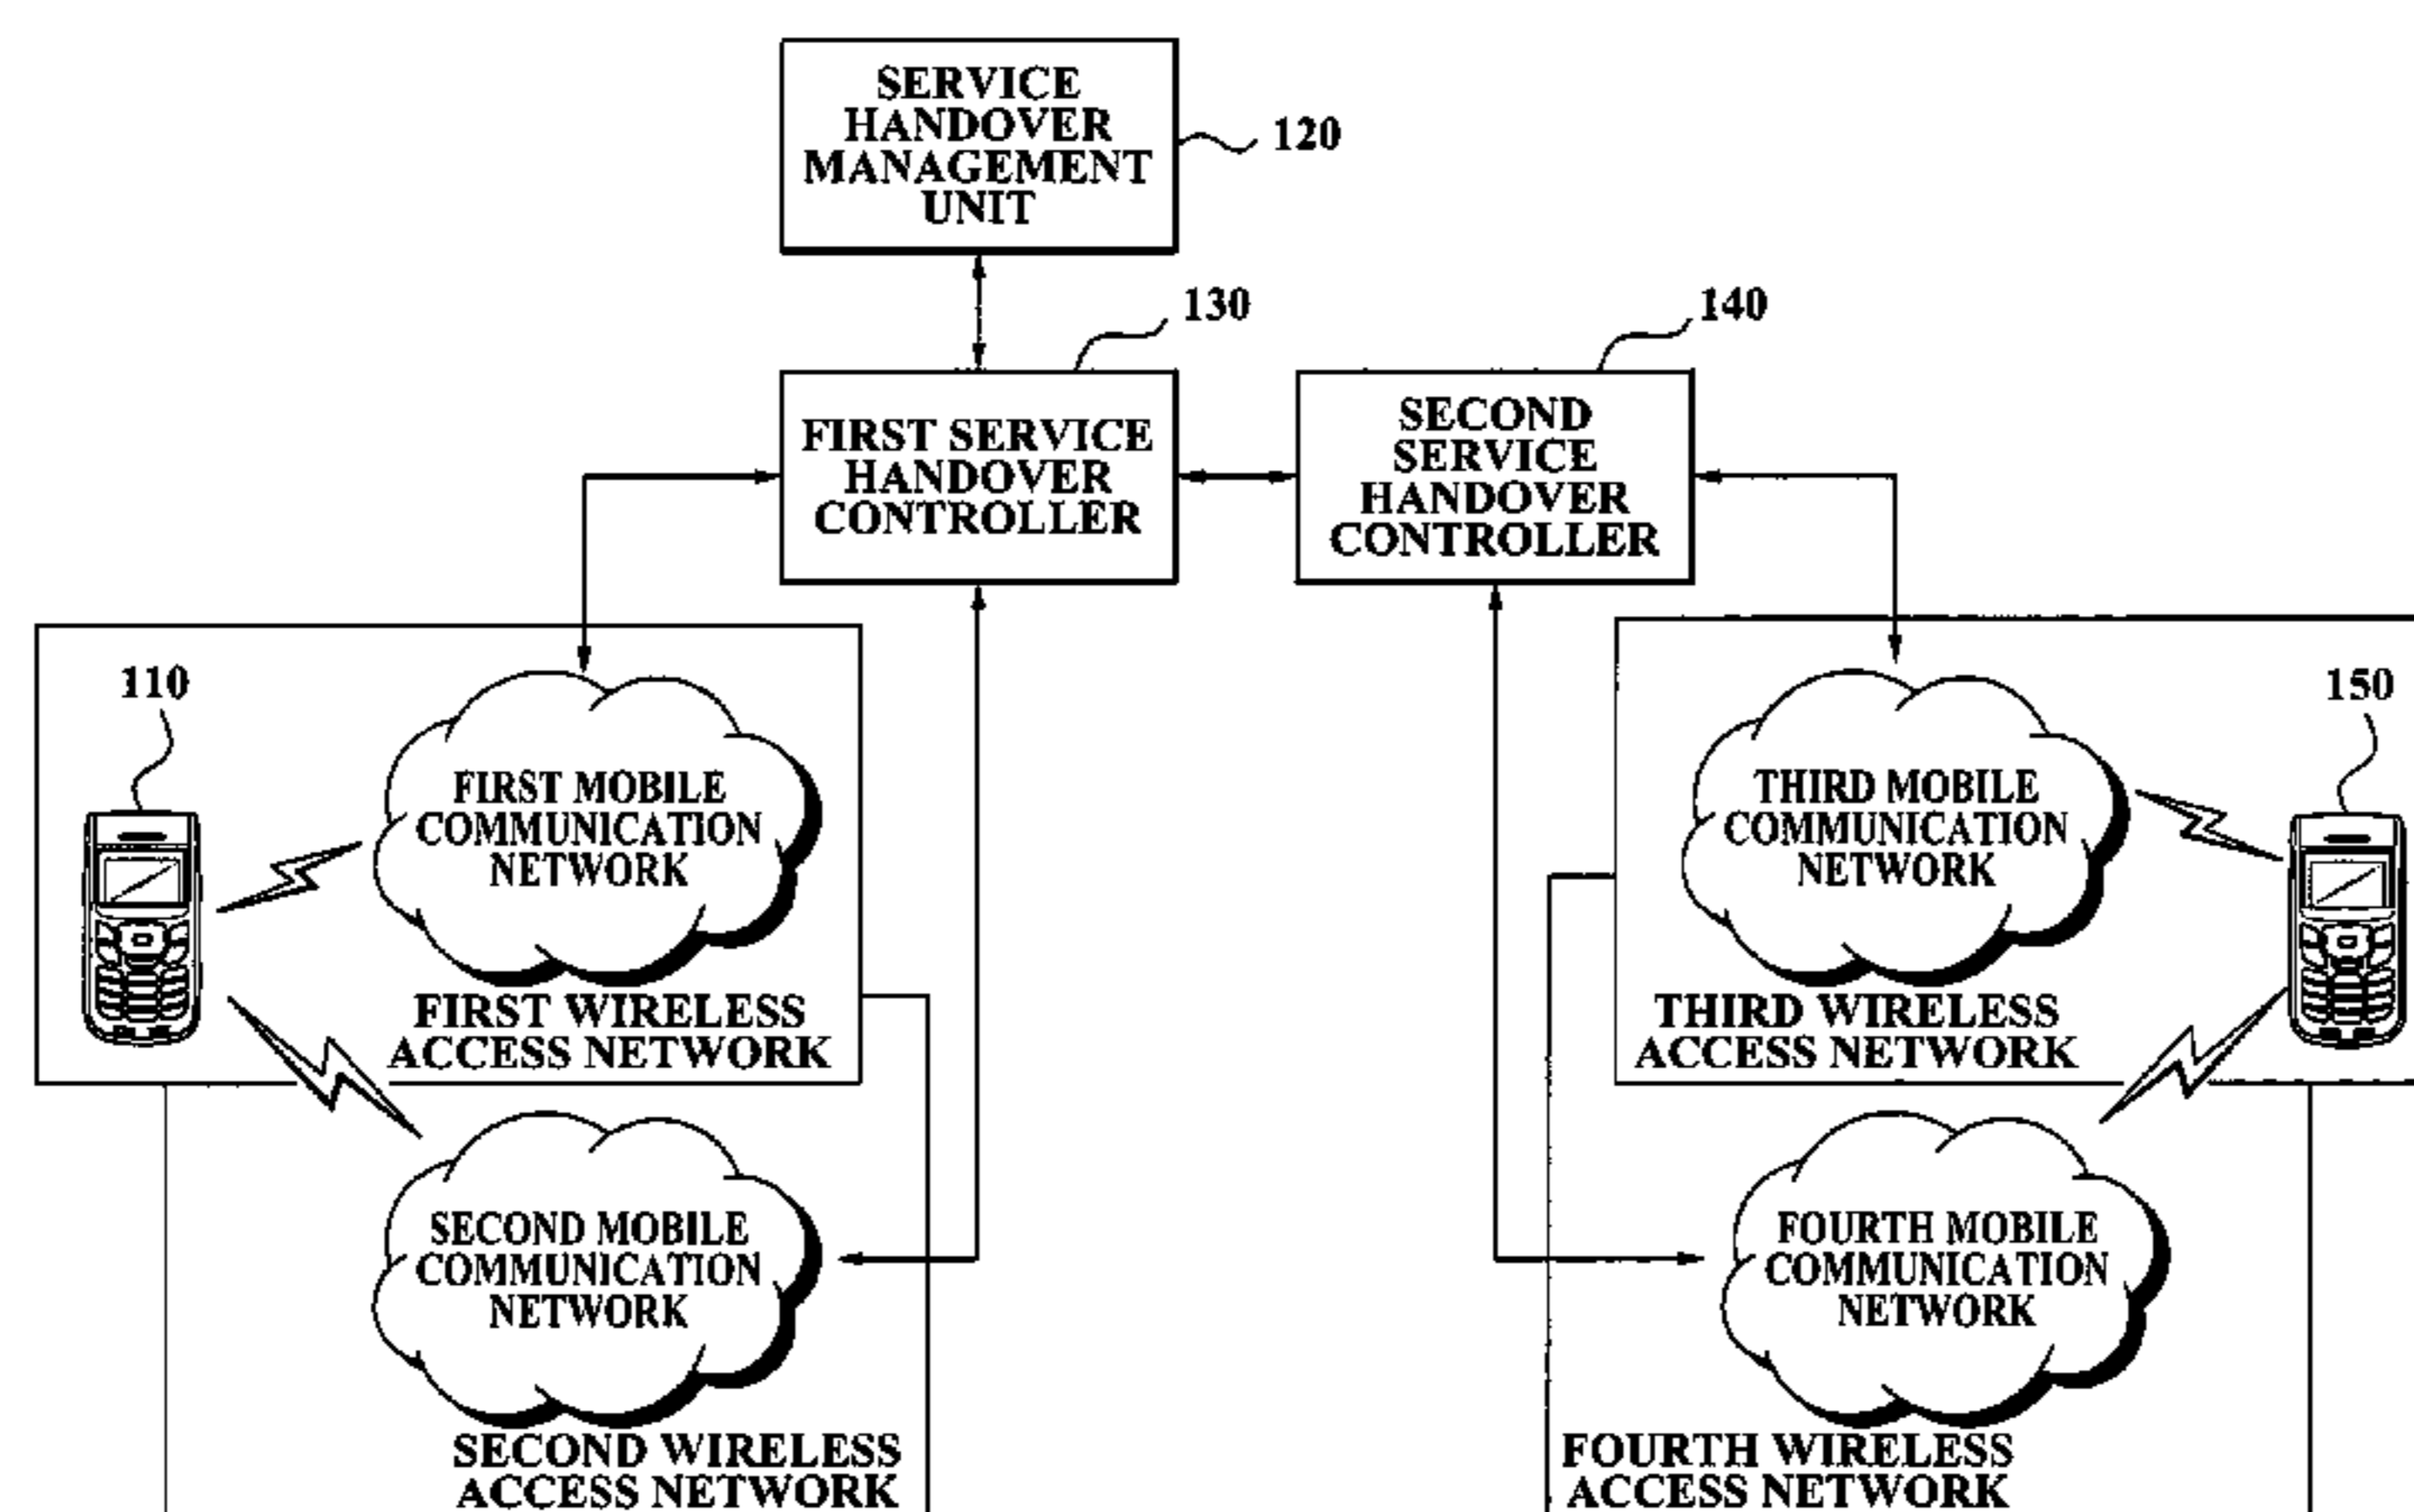 SERVICE
HANDOVER
MANAGEMENT
UNIT
120
130
140
FIRST SERVICE
HANDOVER
CONTROLLER
SECOND
SERVICE
HANDOVER
CONTROLLER
110
FIRST MOBILE
COMMUNICATION
NETWORK
FIRST WIRELESS
ACCESS NETWORK
150
THIRD MOBILE
COMMUNICATION
NETWORK
THIRD WIRELESS
ACCESS NETWORK
SECOND MOBILE
COMMUNICATION
NETWORK
SECOND WIRELESS
ACCESS NETWORK
FOURTH MOBILE
COMMUNICATION
NETWORK
FOURTH WIRELESS
ACCESS NETWORK